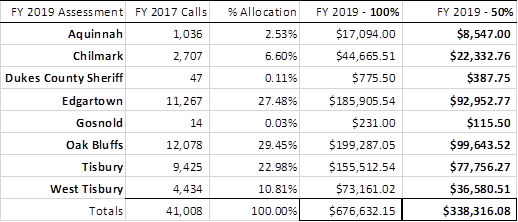 FY 2019 Assessment FY 2017 Calls % Allocation FY 2019 - 100% FY 2019 - 50%
Aquinnah 1,036 2.53% $17,094.00 $8,547.00
Chilmark 2,707 6.60% $44,665.51 $22,332.76
Dukes County Sheriff 47 0.11% $775.50 $387.75
Edgartown 11,267 27.48% $185,905.54 $92,952.77
Gosnold 14 0.03% $231.00 $115.50
Oak Bluffs 12,078 29.45% $199,287.05 $99,643.52
Tisbury 9,425 22.98% $155,512.54 $77,756.27
West Tisbury 4,434 10.81% $73,161.02 $36,580.51
Totals 41,008 100.00% $676,632.15 $338,316.08